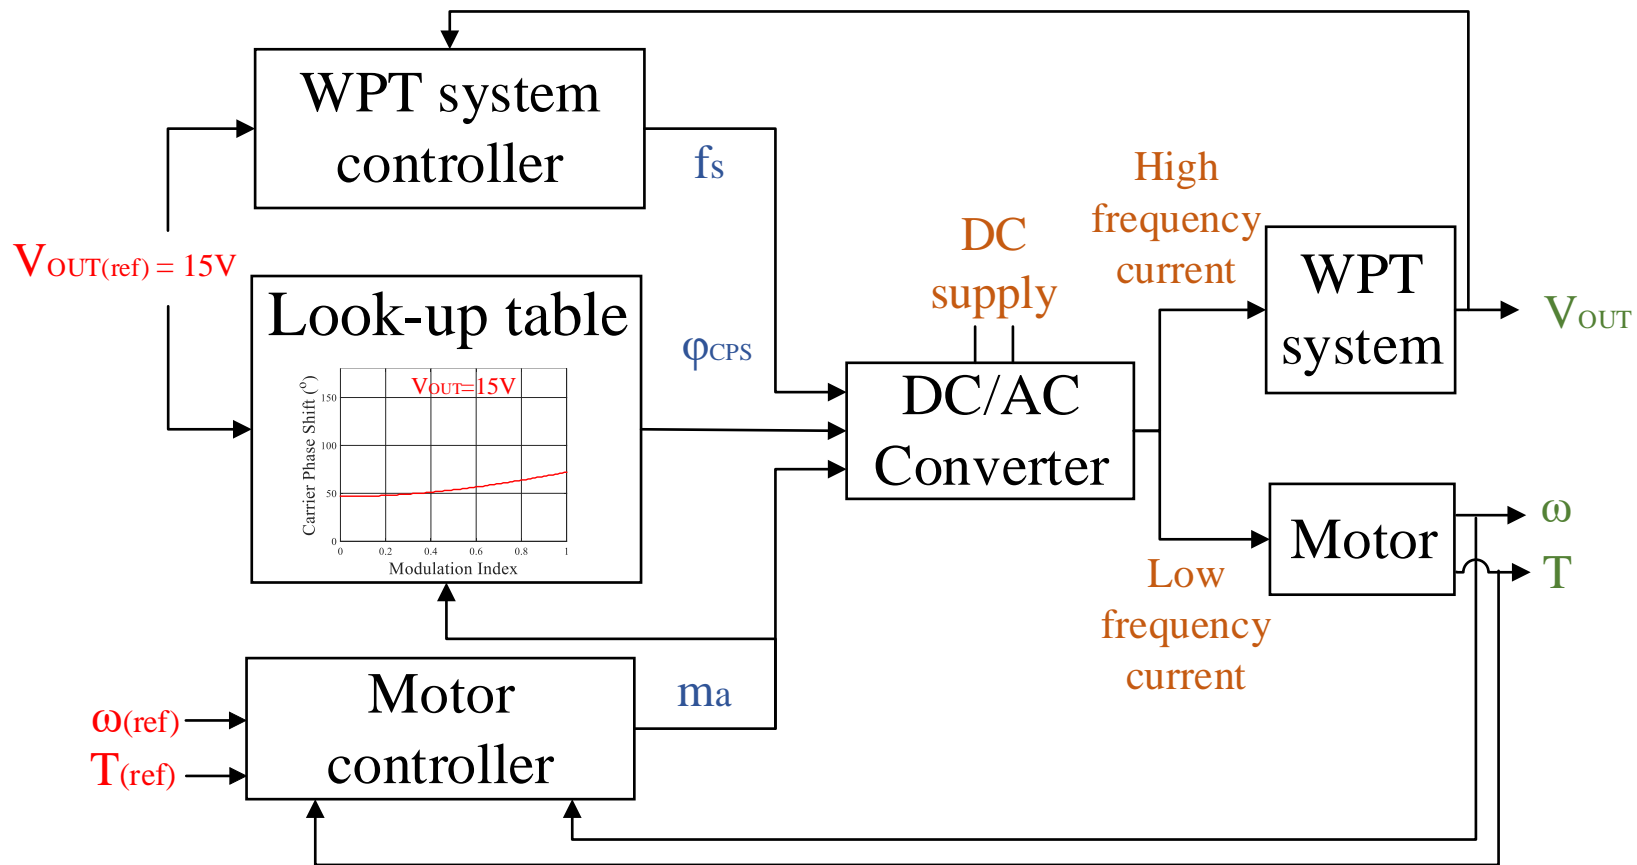 WPT system
controller
fs
VOUT(ref) = 15V
Look-up table
VOUT=15V
Carrier Phase Shift (°)
150
100
50
0
0 0.2 0.4 0.6 0.8 1
Modulation Index
φCPS
Motor
controller
ω(ref)
T(ref)
ma
DC
supply
DC/AC
Converter
High
frequency
current
WPT
system
VOUT
Low
frequency
current
Motor
ω
T